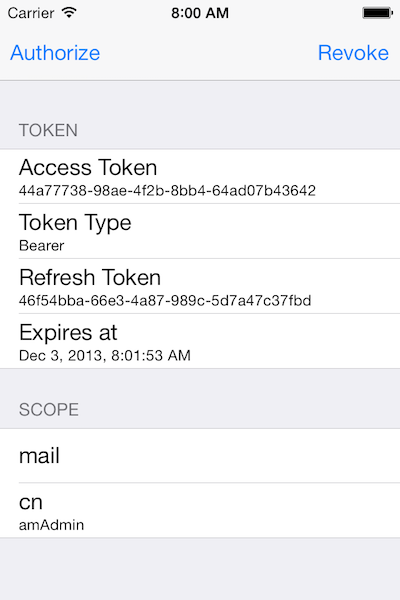 Carrier 8:00 AM
Authorize Revoke
TOKEN
Access Token
44a77738-98ae-4f2b-8bb4-64ad07b43642
Token Type
Bearer
Refresh Token
46f54bba-66e3-4a87-989c-5d7a47c37fbd
Expires at
Dec 3, 2013, 8:01:53 AM
SCOPE
mail
cn
amAdmin